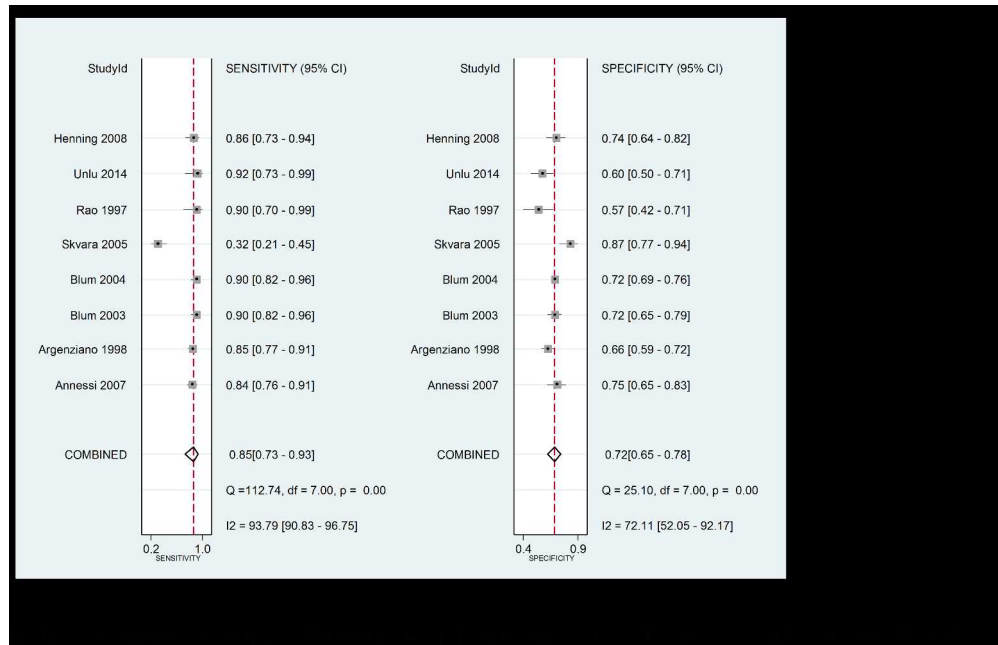 StudyId SENSITIVITY (95% CI)
Henning 2008 0.86 [0.73 - 0.94]
Unlu 2014 0.92 [0.73 - 0.99]
Rao 1997 0.90 [0.70 - 0.99]
Skvara 2005 0.32 [0.21 - 0.45]
Blum 2004 0.90 [0.82 - 0.96]
Blum 2003 0.90 [0.82 - 0.96]
Argenziano 1998 0.85 [0.77 - 0.91]
Annessi 2007 0.84 [0.76 - 0.91]
COMBINED 0.85[0.73 - 0.93]
Q =112.74, df = 7.00, p = 0.00
I2 = 93.79 [90.83 - 96.75]
0.2 1.0
SENSITIVITY
StudyId SPECIFICITY (95% CI)
Henning 2008 0.74 [0.64 - 0.82]
Unlu 2014 0.60 [0.50 - 0.71]
Rao 1997 0.57 [0.42 - 0.71]
Skvara 2005 0.87 [0.77 - 0.94]
Blum 2004 0.72 [0.69 - 0.76]
Blum 2003 0.72 [0.65 - 0.79]
Argenziano 1998 0.66 [0.59 - 0.72]
Annessi 2007 0.75 [0.65 - 0.83]
COMBINED 0.72[0.65 - 0.78]
Q = 25.10, df = 7.00, p = 0.00
I2 = 72.11 [52.05 - 92.17]
0.4 0.9
SPECIFICITY